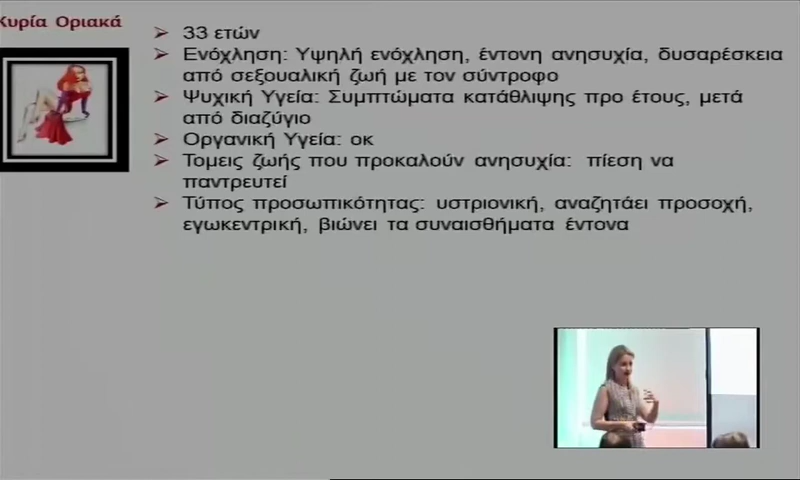 Κυρία Οριακά
33 ετών
Ενόχληση: Υψηλή ενόχληση, έντονη ανησυχία, δυσαρέσκεια
από σεξουαλική ζωή με τον σύντροφο
Ψυχική Υγεία: Συμπτώματα κατάθλιψης προ έτους, μετά
από διαζύγιο
Οργανική Υγεία: οκ
Τομεις ζωής που προκαλούν ανησυχία: πίεση να
παντρευτεί
Τύπος προσωπικότητας: υστριονική, αναζητάει προσοχή,
εγωκεντρική, βιώνει τα συναισθήματα έντονα